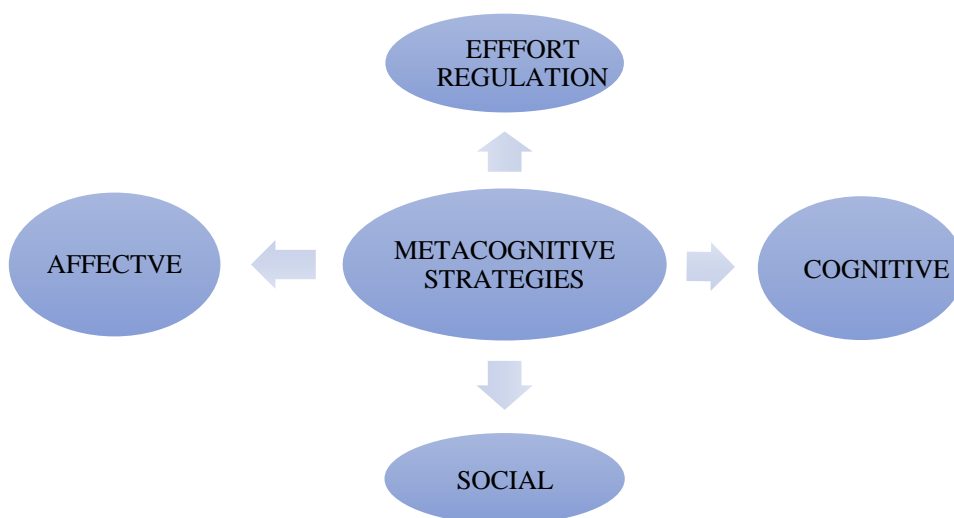 EFFFORT
REGULATION
AFFECTVE
METACOGNITIVE
STRATEGIES
COGNITIVE
SOCIAL